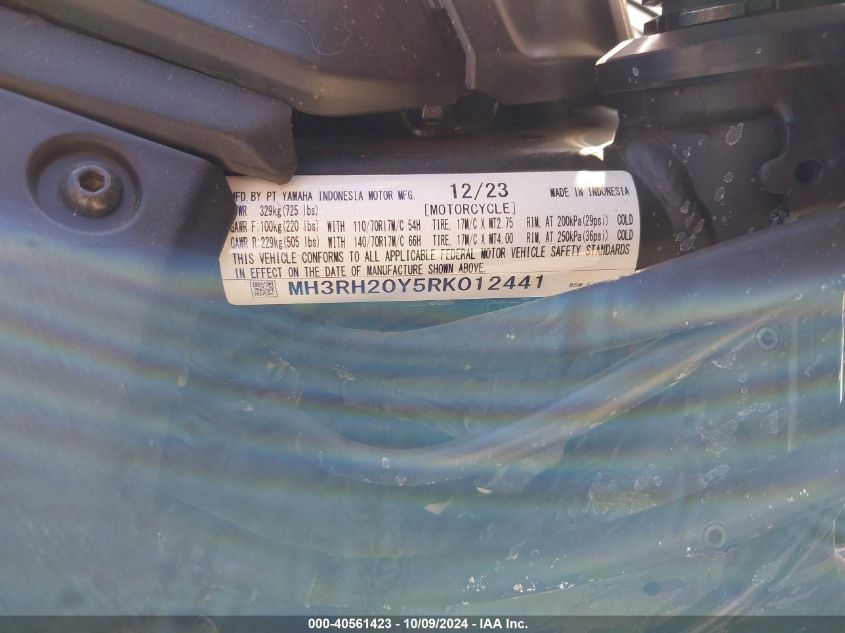 MFD. BY PT YAMAHA INDONESIA MOTOR MFG. 12/23 MADE IN INDONESIA
GVWR 329kg(725 lbs) [MOTORCYCLE]
GAWR F:100kg(220 lbs) WITH 110/70R17M/C 54H TIRE, 17M/C X MT2.75 RIM, AT 200kPa(29psi) COLD
GAWR R:229kg(505 lbs) WITH 140/70R17M/C 66H TIRE, 17M/C X MT4.00 RIM, AT 250kPa(36psi) COLD
THIS VEHICLE CONFORMS TO ALL APPLICABLE FEDERAL MOTOR VEHICLE SAFETY STANDARDS
IN EFFECT ON THE DATE OF MANUFACTURE SHOWN ABOVE.
MH3RH20Y5RK012441
000-40561423 - 10/09/2024 - IAA Inc.